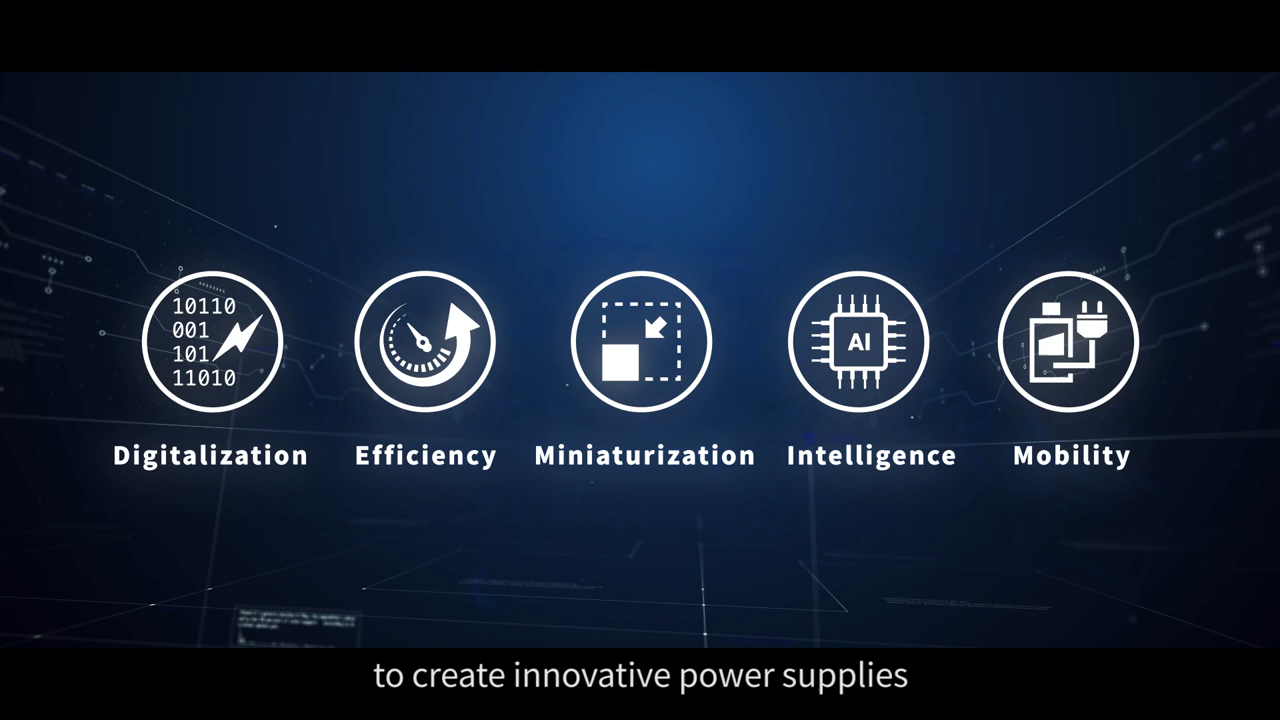 10110
001
101
11010
AI
Digitalization
Efficiency
Miniaturization
Intelligence
Mobility
to create innovative power supplies